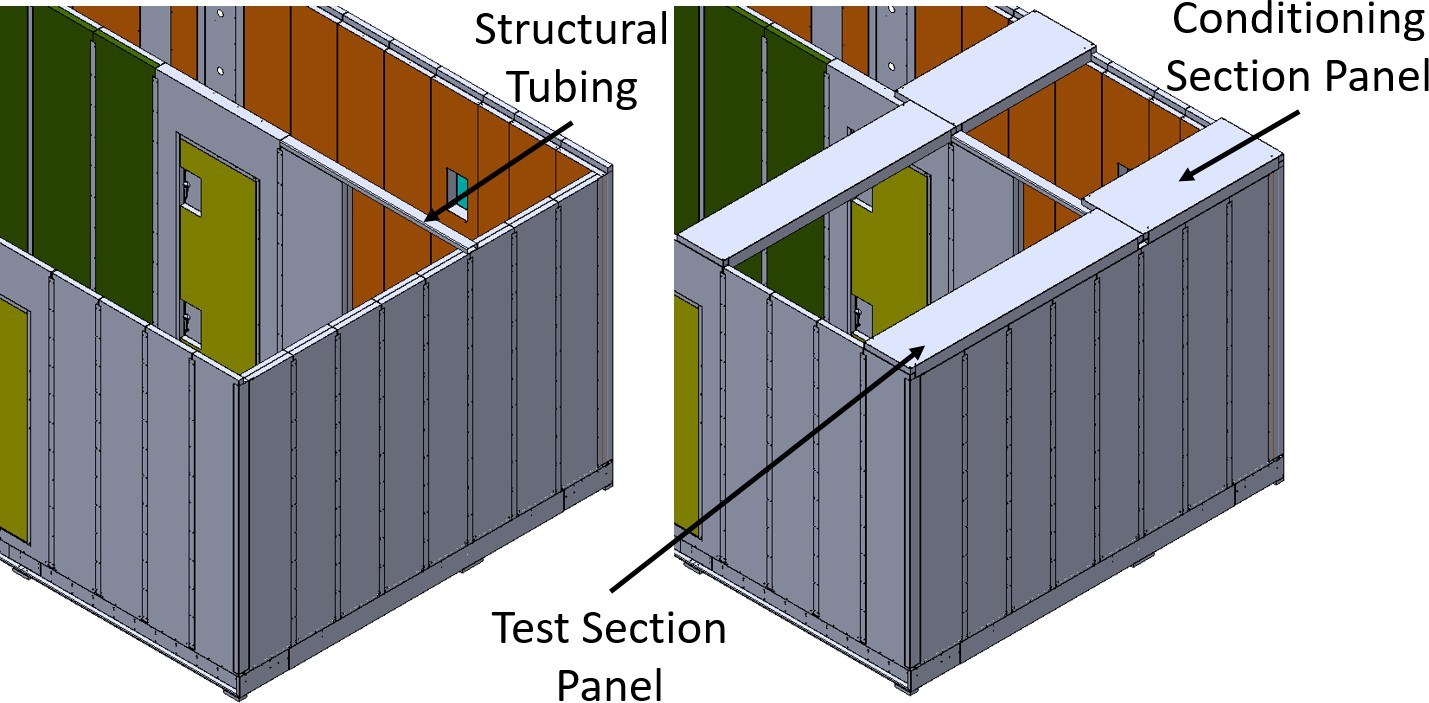 Structural
Tubing
Conditioning
Section Panel
Test Section
Panel